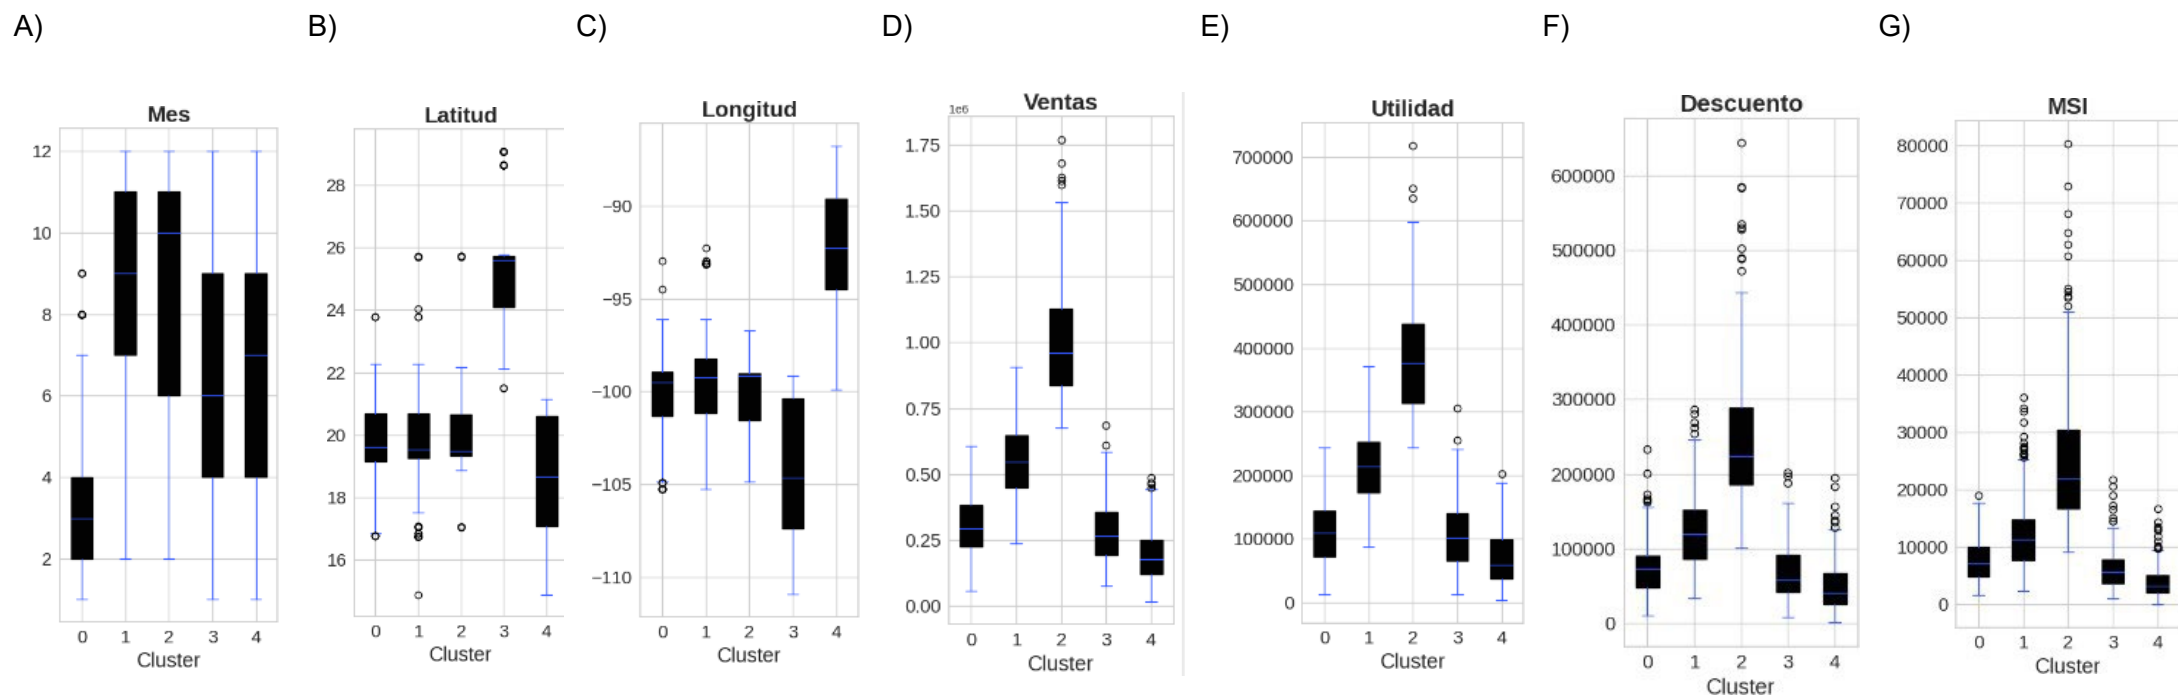 A)
B)
C)
D)
E)
F)
G)
Mes
12
10
8
6
4
2
0 1 2 3 4
Cluster
Latitud
28
26
24
22
20
18
16
0 1 2 3 4
Cluster
Longitud
−90
−95
−100
−105
−110
0 1 2 3 4
Cluster
Ventas
1e6
1.75
1.50
1.25
1.00
0.75
0.50
0.25
0.00
0 1 2 3 4
Cluster
Utilidad
700000
600000
500000
400000
300000
200000
100000
0
0 1 2 3 4
Cluster
Descuento
600000
500000
400000
300000
200000
100000
0
0 1 2 3 4
Cluster
MSI
80000
70000
60000
50000
40000
30000
20000
10000
0
0 1 2 3 4
Cluster